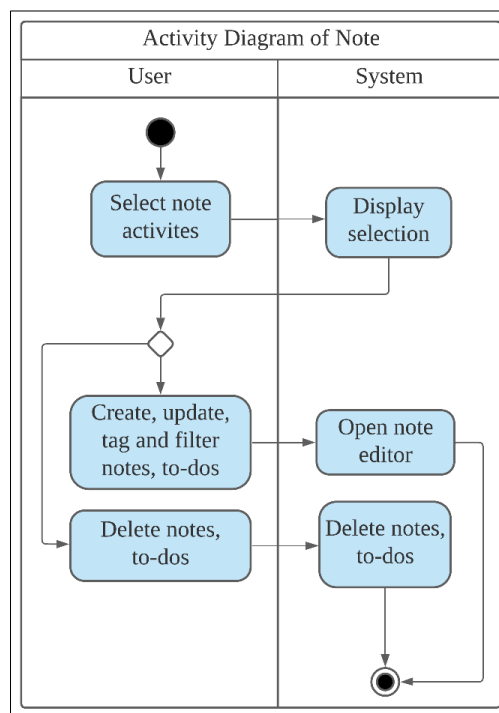 Activity Diagram of Note
User
System
Select note
activites
Display
selection
Create, update,
tag and filter
notes, to-dos
Open note
editor
Delete notes,
to-dos
Delete notes,
to-dos